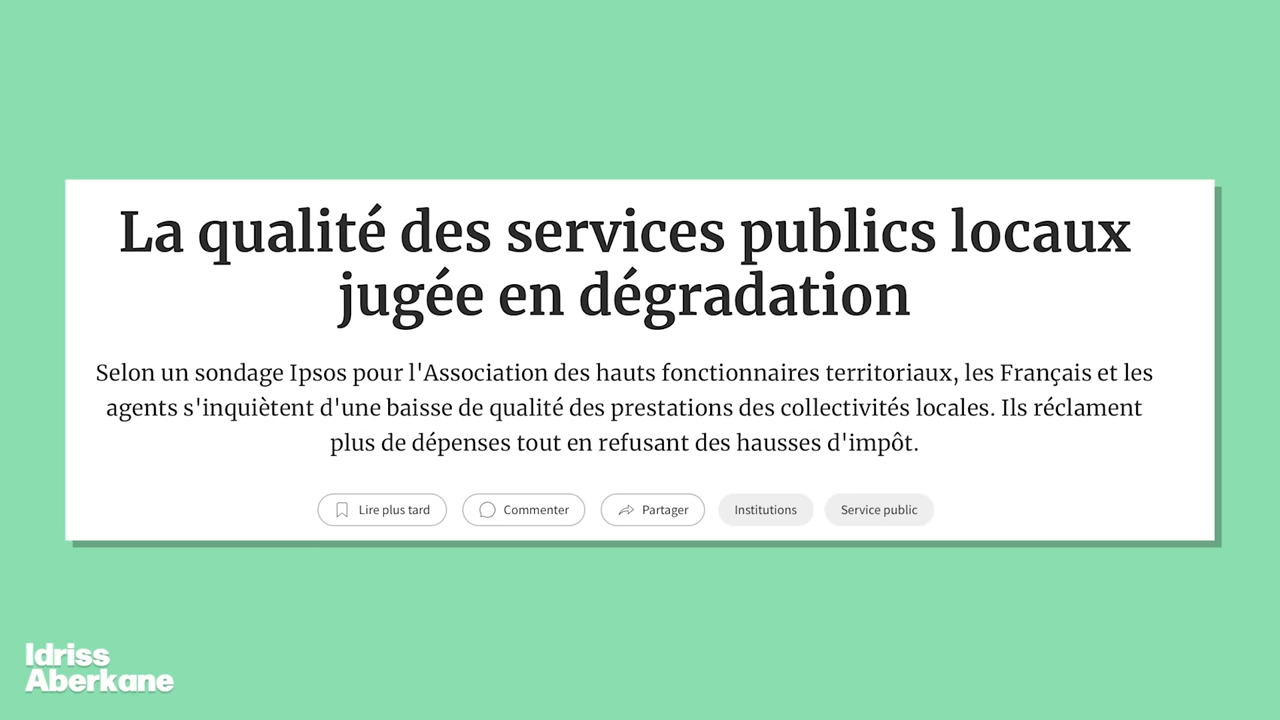 La qualité des services publics locaux
jugée en dégradation
Selon un sondage Ipsos pour l'Association des hauts fonctionnaires territoriaux, les Français et les
agents s'inquiètent d'une baisse de qualité des prestations des collectivités locales. Ils réclament
plus de dépenses tout en refusant des hausses d'impôt.
Lire plus tard Commenter Partager Institutions Service public
Idriss
Aberkane